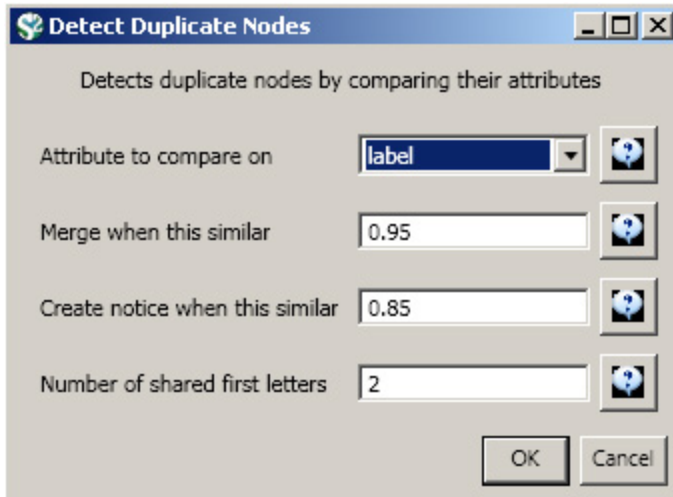 Detect Duplicate Nodes
Detects duplicate nodes by comparing their attributes
Attribute to compare on label
Merge when this similar 0.95
Create notice when this similar 0.85
Number of shared first letters 2
OK Cancel